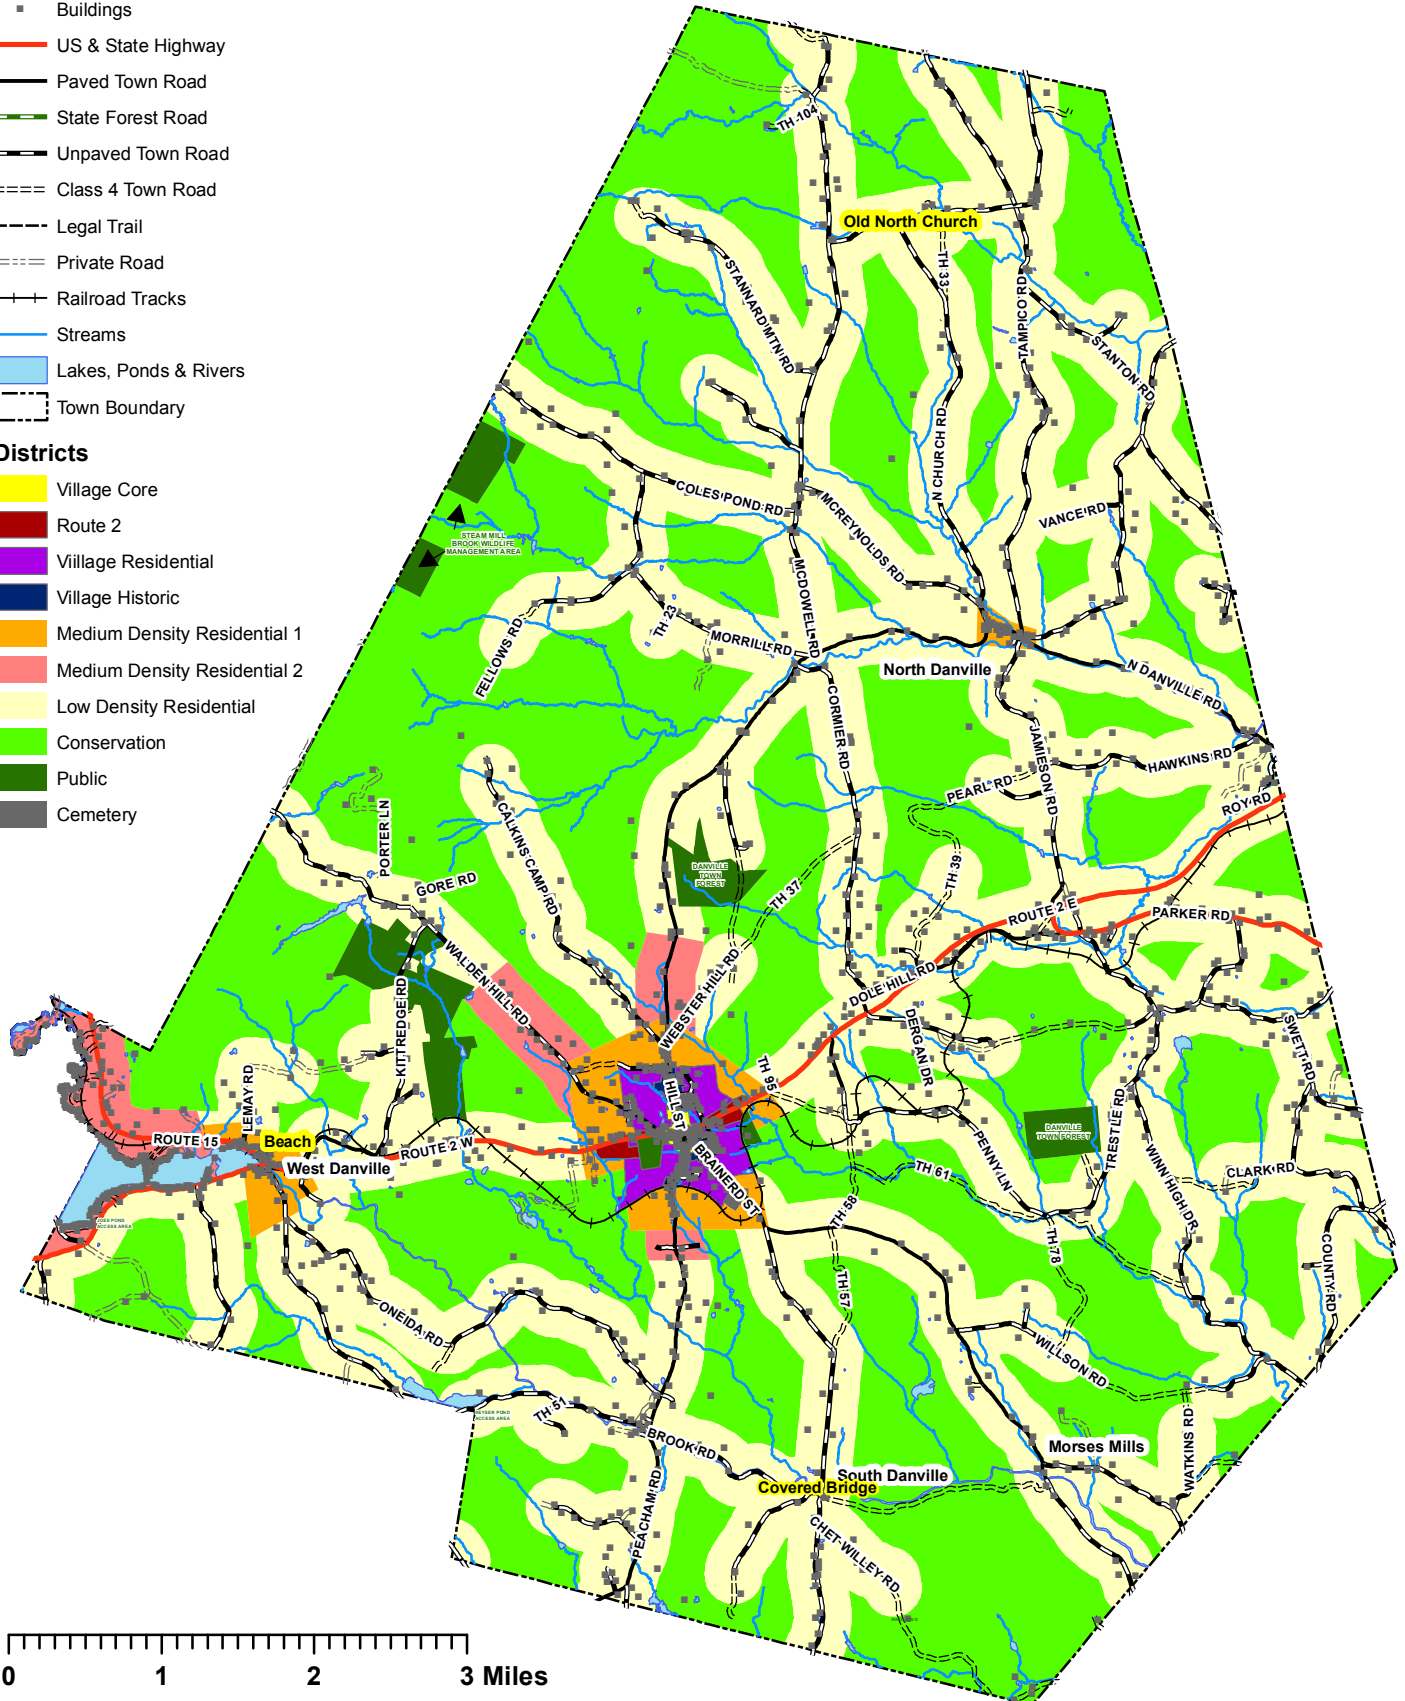 Buildings
US & State Highway
Paved Town Road
State Forest Road
Unpaved Town Road
Class 4 Town Road
Legal Trail
Private Road
Railroad Tracks
Streams
Lakes, Ponds & Rivers
Town Boundary
Districts
Village Core
Route 2
Viillage Residential
Village Historic
Medium Density Residential 1
Medium Density Residential 2
Low Density Residential
Conservation
Public
Cemetery
TH 104
Old North Church
TH 33
STANNARD MTN RD
TAMPICO RD
STANTON RD
N CHURCH RD
COLES POND RD
MCREYNOLDS RD
VANCE RD
STEAM MILL
BROOK WILDLIFE
MANAGEMENT AREA
MCDOWELL RD
TH 23
FELLOWS RD
MORRILL RD
North Danville
N DANVILLE RD
CORMIER RD
JAMIESON RD
HAWKINS RD
PEARL RD
ROY RD
CALKINS CAMP RD
PORTER LN
GORE RD
DANVILLE
TOWN
FOREST
TH 37
TH 39
ROUTE 2 E
PARKER RD
WALDEN HILL RD
WEBSTER HILL RD
DOLE HILL RD
KITTREDGE RD
DERGAN DR
SWETT RD
LEMAY RD
TH 95
HILL ST
ROUTE 15
Beach
West Danville
ROUTE 2 W
BRAINERD ST
PENNY LN
DANVILLE
TOWN FOREST
TRESTLE RD
WINN HIGH DR
CLARK RD
TH 61
TH 58
TH 78
JOES POND
ACCESS AREA
COUNTY RD
TH 57
ONEIDA RD
WILLSON RD
KEYSER POND
ACCESS AREA
TH 51
BROOK RD
WATKINS RD
Morses Mills
South Danville
Covered Bridge
PEACHAM RD
CHET WILLEY RD
0 1 2 3 Miles